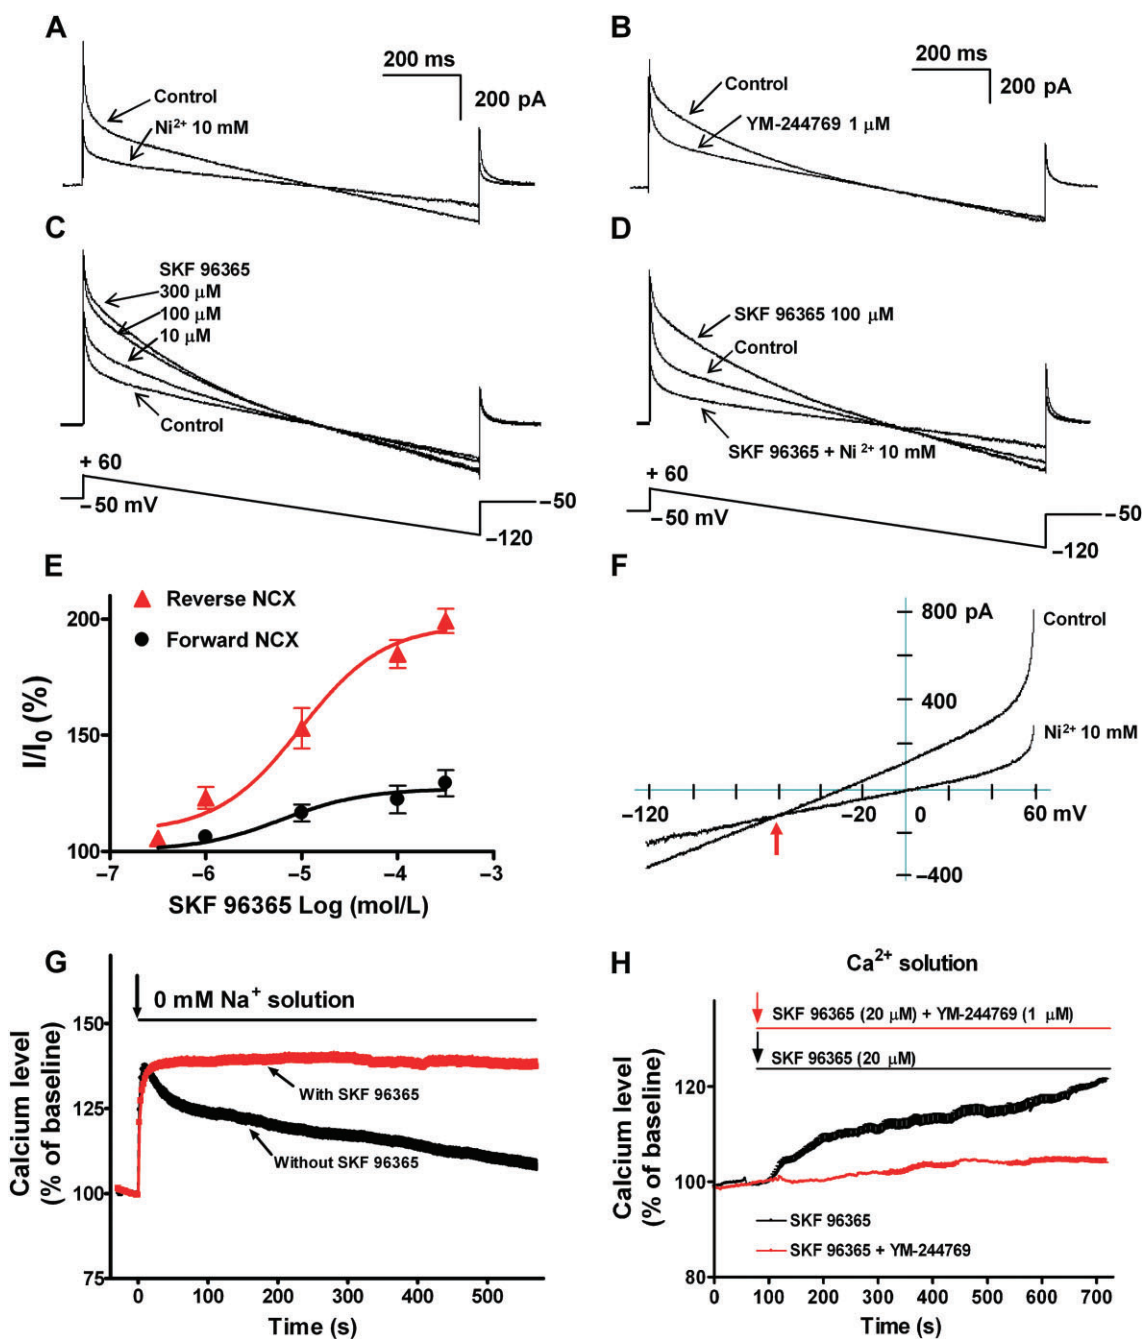 A
200 ms
200 pA
Control
Ni²⁺ 10 mM
B
200 ms
200 pA
Control
YM-244769 1 μM
C
SKF 96365
300 μM
100 μM
10 μM
Control
+ 60
−50 mV
−50
−120
D
SKF 96365 100 μM
Control
SKF 96365 + Ni²⁺ 10 mM
+ 60
−50 mV
−50
−120
E
Reverse NCX
Forward NCX
I/I₀ (%)
200
150
100
−7
−6
−5
−4
−3
SKF 96365 Log (mol/L)
F
800 pA
Control
400
Ni²⁺ 10 mM
−120
−20
0
60 mV
−400
G
0 mM Na⁺ solution
Calcium level
(% of baseline)
150
125
100
75
With SKF 96365
Without SKF 96365
0
100
200
300
400
500
Time (s)
H
Ca²⁺ solution
SKF 96365 (20 μM) + YM-244769 (1 μM)
SKF 96365 (20 μM)
Calcium level
(% of baseline)
120
100
80
SKF 96365
SKF 96365 + YM-244769
0
100
200
300
400
500
600
700
Time (s)